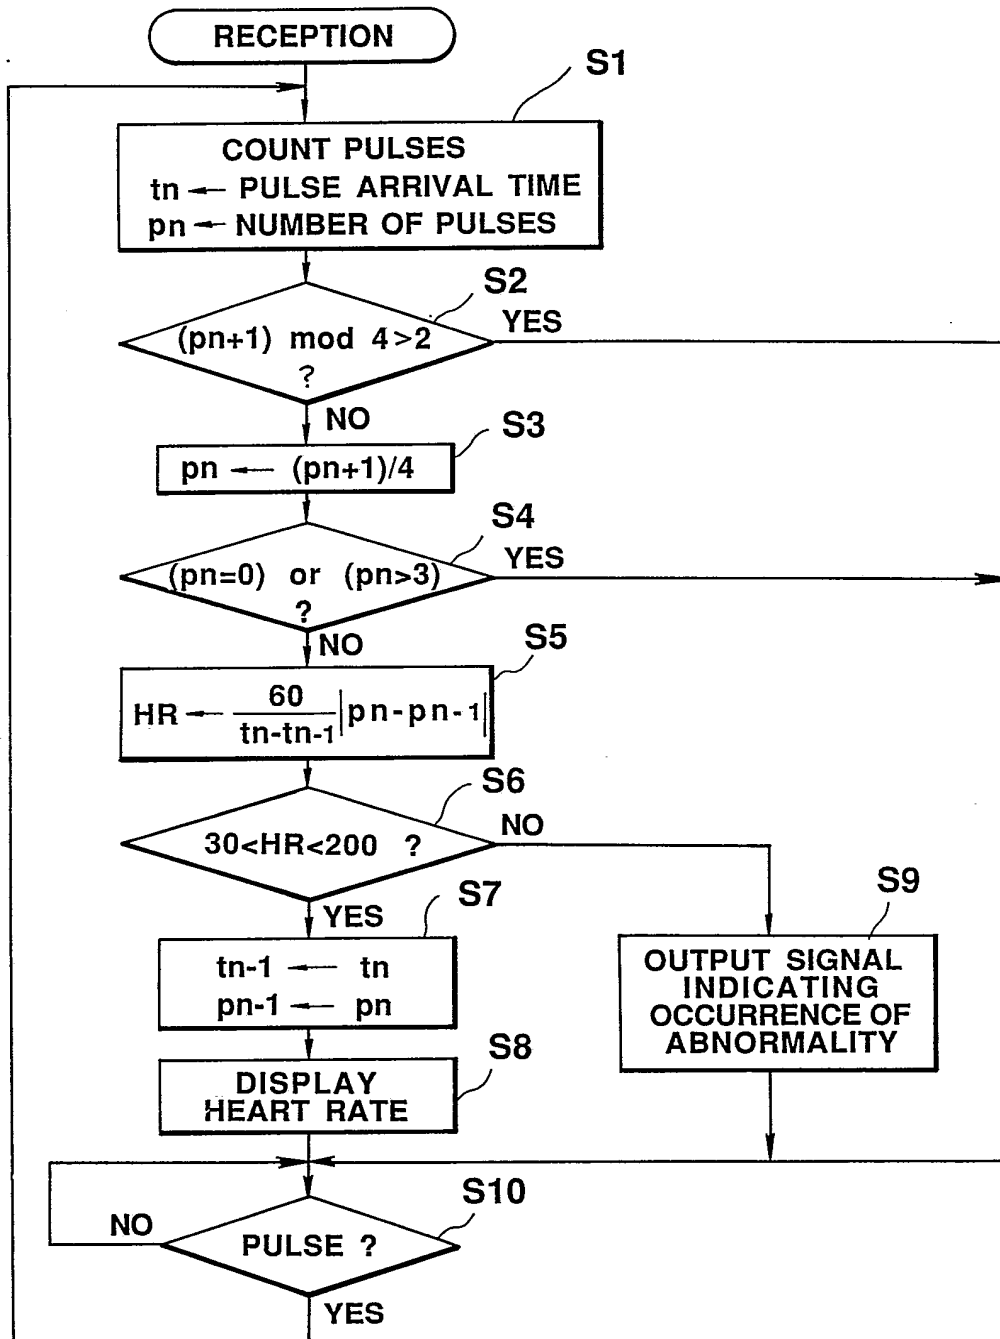 RECEPTION
S1
COUNT PULSES
tn ← PULSE ARRIVAL TIME
pn ← NUMBER OF PULSES
S2
(pn+1) mod 4>2
?
YES
NO
S3
pn ← (pn+1)/4
S4
(pn=0) or (pn>3)
?
YES
NO
S5
HR ← 60/tn-tn-1 |pn-pn-1|
S6
30<HR<200 ?
NO
YES
S7
tn-1 ← tn
pn-1 ← pn
S9
OUTPUT SIGNAL
INDICATING
OCCURRENCE OF
ABNORMALITY
S8
DISPLAY
HEART RATE
S10
PULSE ?
NO
YES